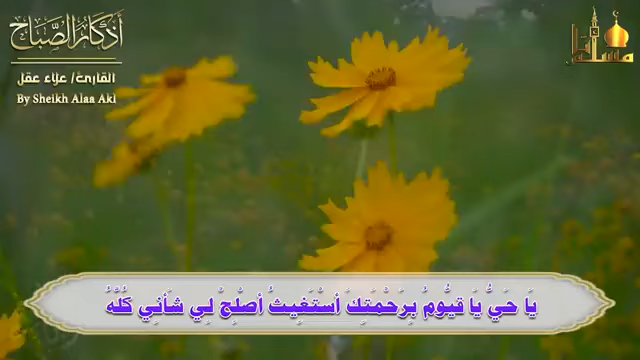 أذكار الصباح
القارئ/ علاء عقل
By Sheikh Alaa Akl
يَا حَيُّ يَا قَيُّومُ بِرَحْمَتِكَ أَسْتَغِيثُ أَصْلِحْ لِي شَأْنِي كُلَّهُ